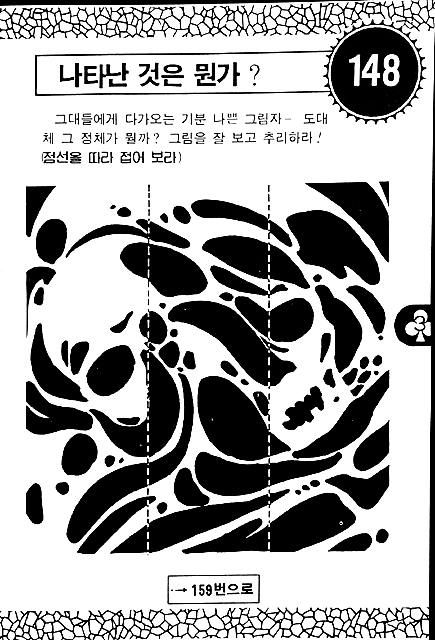 나타난 것은 뭔가 ?
148
그대들에게 다가오는 기분 나쁜 그림자— 도대
체 그 정체가 뭘까? 그림을 잘 보고 추리하라!
(점선을 따라 접어 보라)
3
→ 159번으로